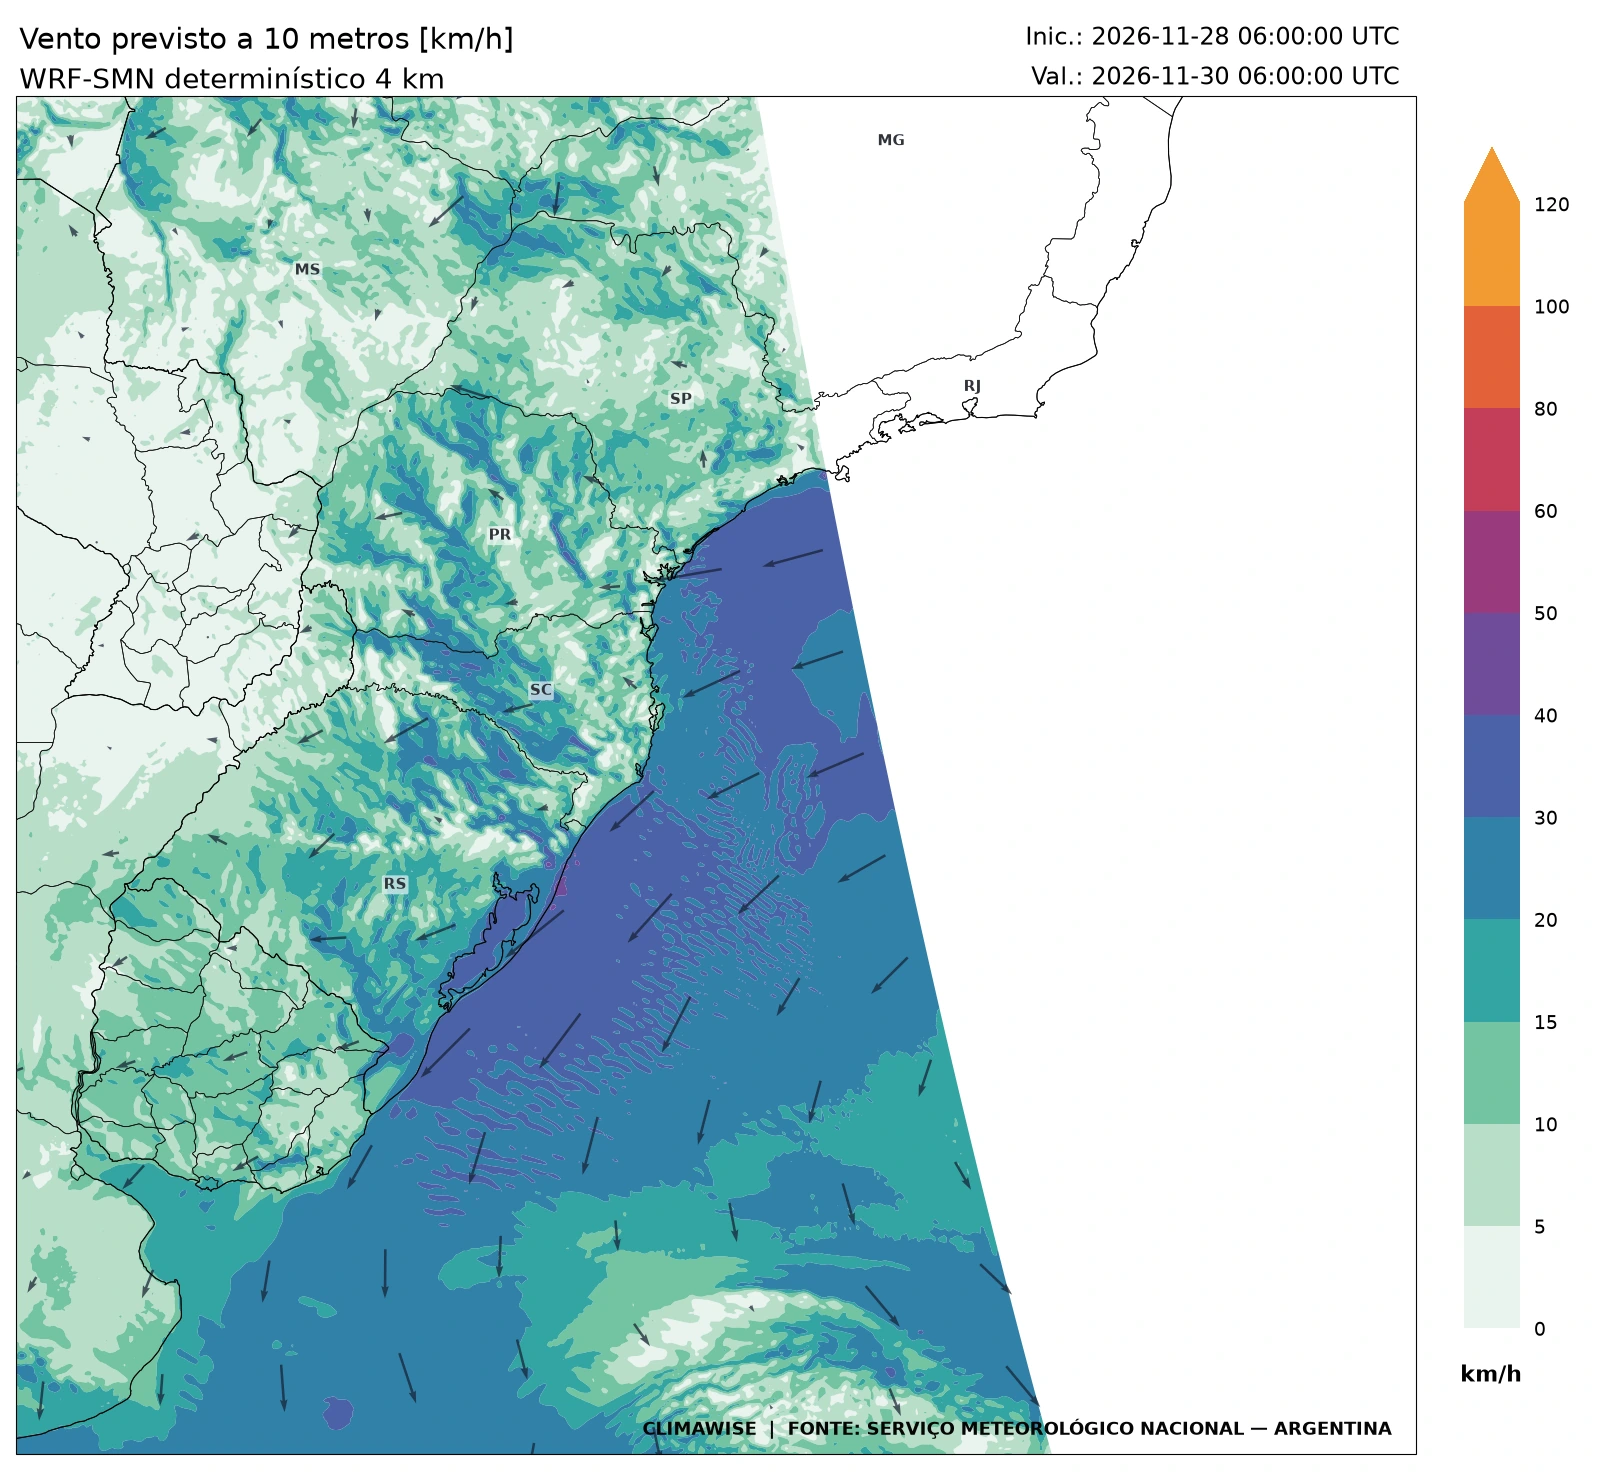 Vento previsto a 10 metros [km/h]
WRF-SMN determinístico 4 km
Inic.: 2026-11-28 06:00:00 UTC
Val.: 2026-11-30 06:00:00 UTC
MG
MS
RJ
SP
PR
SC
RS
120
100
80
60
50
40
30
20
15
10
5
0
km/h
CLIMAWISE | FONTE: SERVIÇO METEOROLÓGICO NACIONAL — ARGENTINA